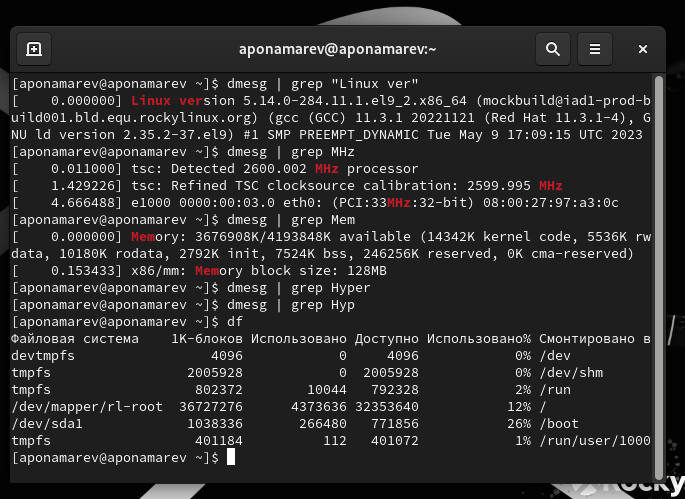 aponamarev@aponamarev:~
[aponamarev@aponamarev ~]$ dmesg | grep "Linux ver"
[    0.000000] Linux version 5.14.0-284.11.1.el9_2.x86_64 (mockbuild@iad1-prod-b
uild001.bld.equ.rockylinux.org) (gcc (GCC) 11.3.1 20221121 (Red Hat 11.3.1-4), G
NU ld version 2.35.2-37.el9) #1 SMP PREEMPT_DYNAMIC Tue May 9 17:09:15 UTC 2023
[aponamarev@aponamarev ~]$ dmesg | grep MHz
[    0.011000] tsc: Detected 2600.002 MHz processor
[    1.429226] tsc: Refined TSC clocksource calibration: 2599.995 MHz
[    4.666488] e1000 0000:00:03.0 eth0: (PCI:33MHz:32-bit) 08:00:27:97:a3:0c
[aponamarev@aponamarev ~]$ dmesg | grep Mem
[    0.000000] Memory: 3676908K/4193848K available (14342K kernel code, 5536K rw
data, 10180K rodata, 2792K init, 7524K bss, 246256K reserved, 0K cma-reserved)
[    0.153433] x86/mm: Memory block size: 128MB
[aponamarev@aponamarev ~]$ dmesg | grep Hyper
[aponamarev@aponamarev ~]$ dmesg | grep Hyp
[aponamarev@aponamarev ~]$ df
Файловая система    1K-блоков Использовано Доступно Использовано% Смонтировано в
devtmpfs                 4096            0     4096            0% /dev
tmpfs                 2005928            0  2005928            0% /dev/shm
tmpfs                  802372        10044   792328            2% /run
/dev/mapper/rl-root  36727276      4373636 32353640           12% /
/dev/sda1             1038336       266480   771856           26% /boot
tmpfs                  401184          112   401072            1% /run/user/1000
[aponamarev@aponamarev ~]$
Rocky